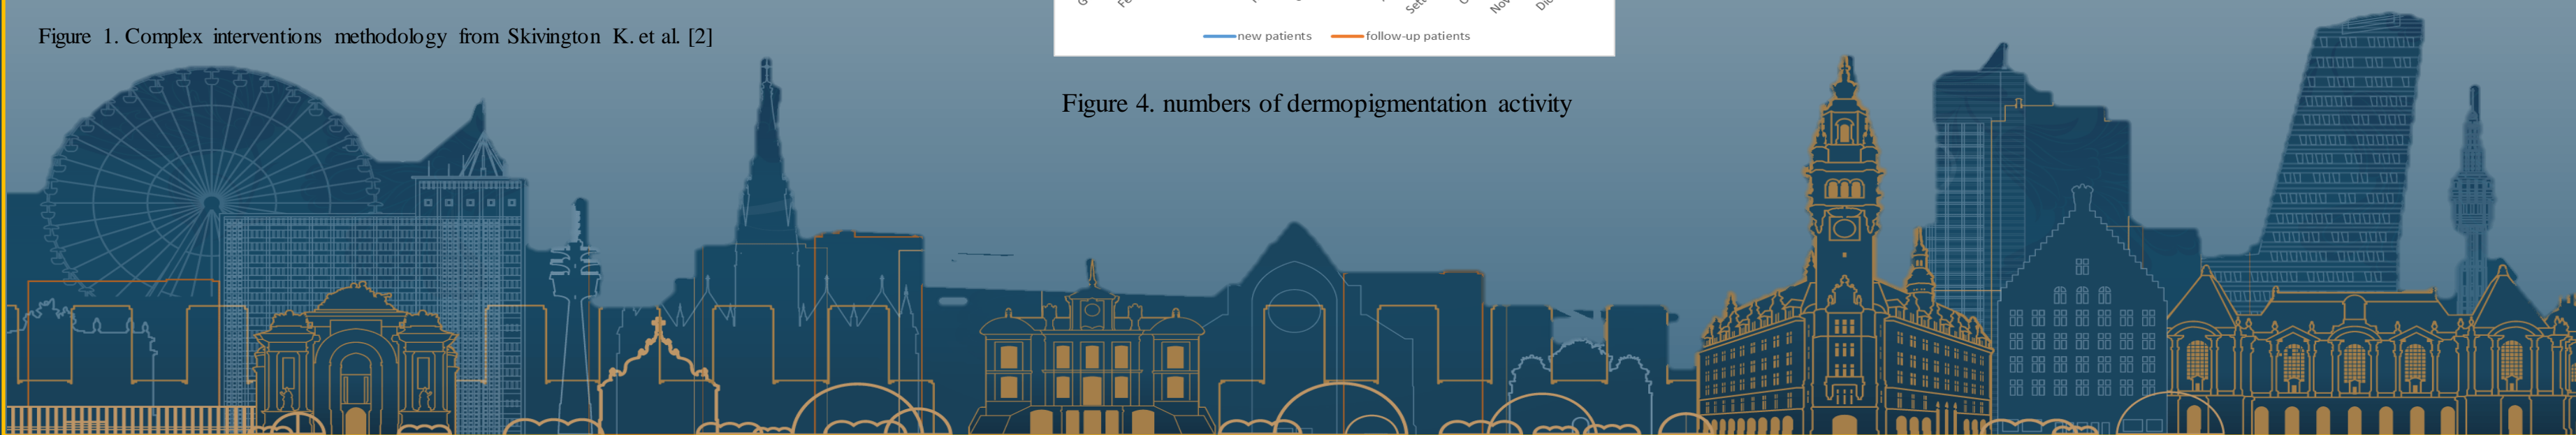 Figure 1. Complex interventions methodology from Skivington K. et al. [2]
new patients follow-up patients
Figure 4. numbers of dermopigmentation activity